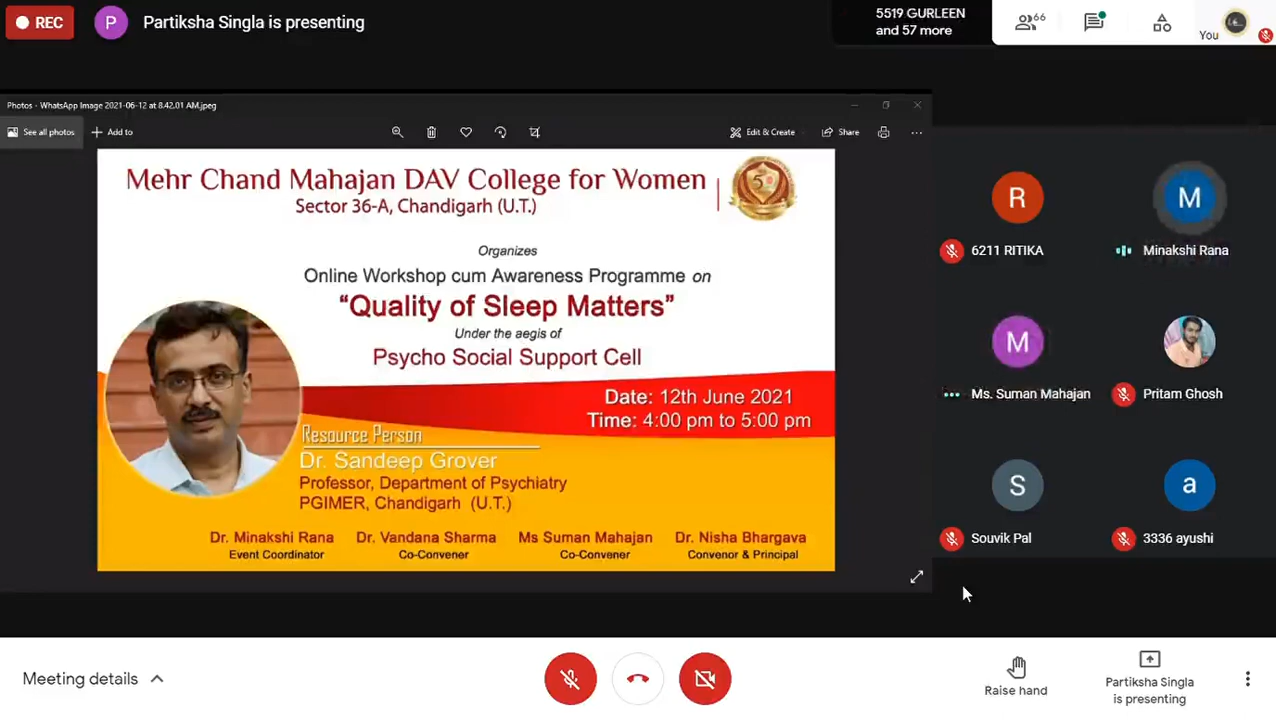 REC
P
Partiksha Singla is presenting
5519 GURLEEN
and 57 more
66
You
Photos - WhatsApp Image 2021-06-12 at 8.42.01 AM.jpeg
See all photos
Add to
Edit & Create
Share
Mehr Chand Mahajan DAV College for Women
Sector 36-A, Chandigarh (U.T.)
Organizes
Online Workshop cum Awareness Programme on
“Quality of Sleep Matters”
Under the aegis of
Psycho Social Support Cell
Date: 12th June 2021
Time: 4:00 pm to 5:00 pm
Resource Person
Dr. Sandeep Grover
Professor, Department of Psychiatry
PGIMER, Chandigarh (U.T.)
Dr. Minakshi Rana
Event Coordinator
Dr. Vandana Sharma
Co-Convener
Ms Suman Mahajan
Co-Convener
Dr. Nisha Bhargava
Convenor & Principal
R
6211 RITIKA
M
Minakshi Rana
M
Ms. Suman Mahajan
Pritam Ghosh
S
Souvik Pal
a
3336 ayushi
Meeting details
Raise hand
Partiksha Singla
is presenting